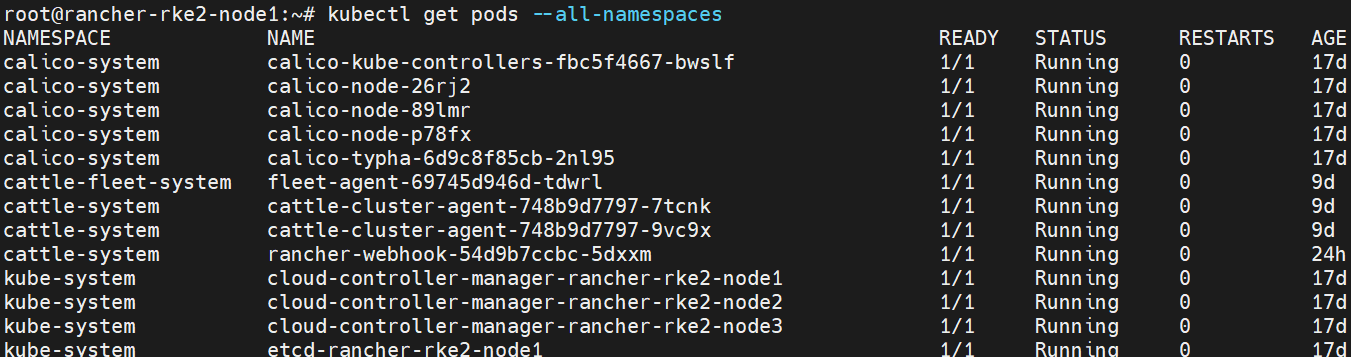 root@rancher-rke2-node1:~# kubectl get pods --all-namespaces
NAMESPACE NAME READY STATUS RESTARTS AGE
calico-system calico-kube-controllers-fbc5f4667-bwslf 1/1 Running 0 17d
calico-system calico-node-26rj2 1/1 Running 0 17d
calico-system calico-node-89lmr 1/1 Running 0 17d
calico-system calico-node-p78fx 1/1 Running 0 17d
calico-system calico-typha-6d9c8f85cb-2nl95 1/1 Running 0 17d
cattle-fleet-system fleet-agent-69745d946d-tdwrl 1/1 Running 0 9d
cattle-system cattle-cluster-agent-748b9d7797-7tcnk 1/1 Running 0 9d
cattle-system cattle-cluster-agent-748b9d7797-9vc9x 1/1 Running 0 9d
cattle-system rancher-webhook-54d9b7ccbc-5dxxm 1/1 Running 0 24h
kube-system cloud-controller-manager-rancher-rke2-node1 1/1 Running 0 17d
kube-system cloud-controller-manager-rancher-rke2-node2 1/1 Running 0 17d
kube-system cloud-controller-manager-rancher-rke2-node3 1/1 Running 0 17d
kube-system etcd-rancher-rke2-node1 1/1 Running 0 17d